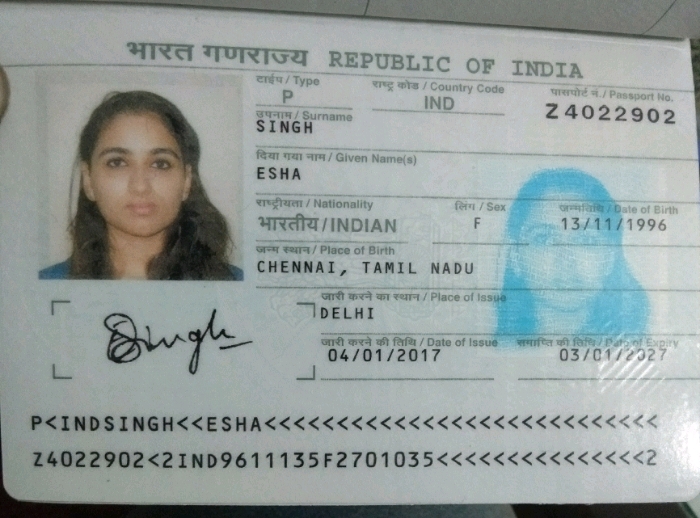 भारत गणराज्य REPUBLIC OF INDIA
टाईप / Type राष्ट्र कोड / Country Code पासपोर्ट नं. / Passport No.
P IND Z4022902
उपनाम / Surname
SINGH
दिया गया नाम / Given Name(s)
ESHA
राष्ट्रीयता / Nationality लिंग / Sex जन्मतिथि / Date of Birth
भारतीय / INDIAN F 13/11/1996
जन्म स्थान / Place of Birth
CHENNAI, TAMIL NADU
जारी करने का स्थान / Place of Issue
DELHI
जारी करने की तिथि / Date of Issue समाप्ति की तिथि / Date of Expiry
04/01/2017 03/01/2027
Singh
P<INDSINGH<<ESHA<<<<<<<<<<<<<<<<<<<<<<<<<<<<
Z4022902<2IND9611135F2701035<<<<<<<<<<<<<<<2